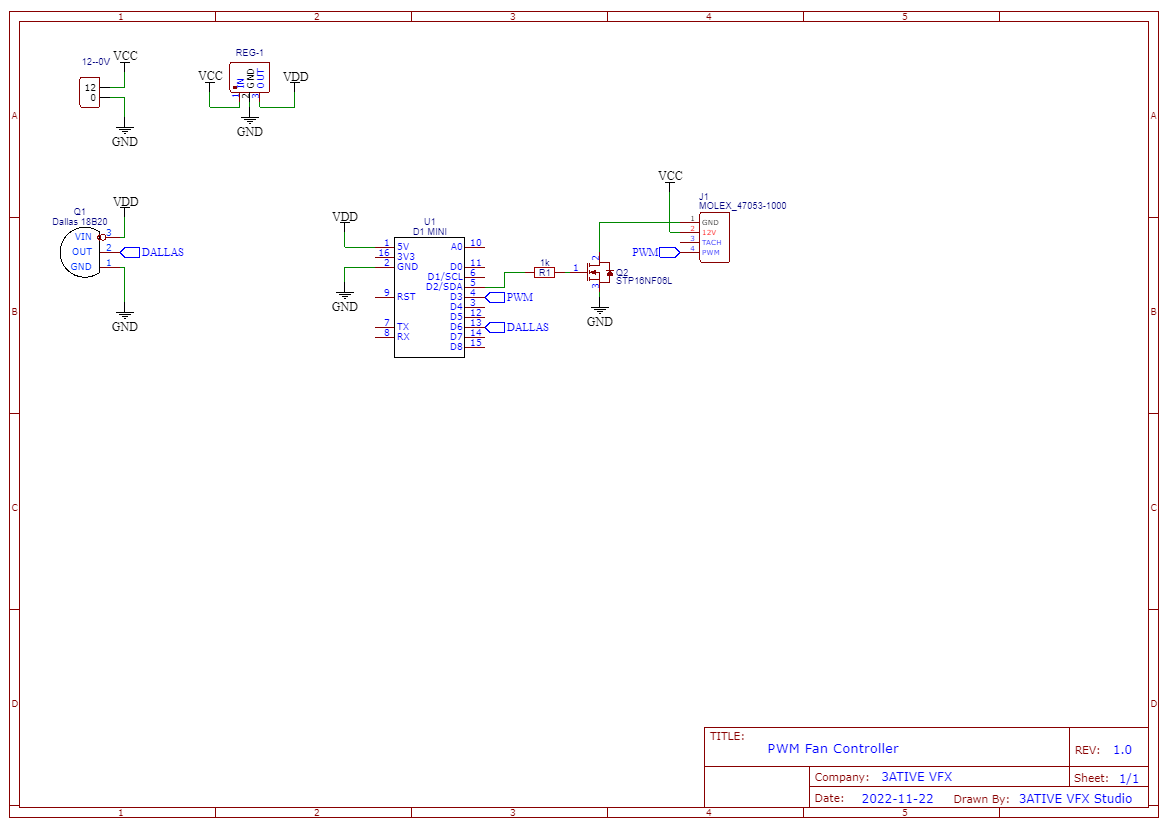 1 2 3 4 5
12--0V VCC
12
0
GND
REG-1
VCC VDD
IN GND OUT
1 2 3
GND
A A
Q1
Dallas 18B20
VDD
VIN 3
OUT 2 DALLAS
GND 1
GND
VDD
U1
D1 MINI
1 5V A0 10
16 3V3
2 GND D0 11
D1/SCL 6
D2/SDA 5
9 RST D3 4 PWM
D4 3
D5 12
7 TX D6 13 DALLAS
8 RX D7 14
D8 15
GND
1k
R1
1 2 3
Q2
STP16NF06L
GND
VCC
J1
MOLEX_47053-1000
1 GND
2 12V
3 TACH
PWM 4 PWM
B B
C C
D D
TITLE:
PWM Fan Controller
REV: 1.0
Company: 3ATIVE VFX
Sheet: 1/1
Date: 2022-11-22 Drawn By: 3ATIVE VFX Studio
1 2 3 4 5